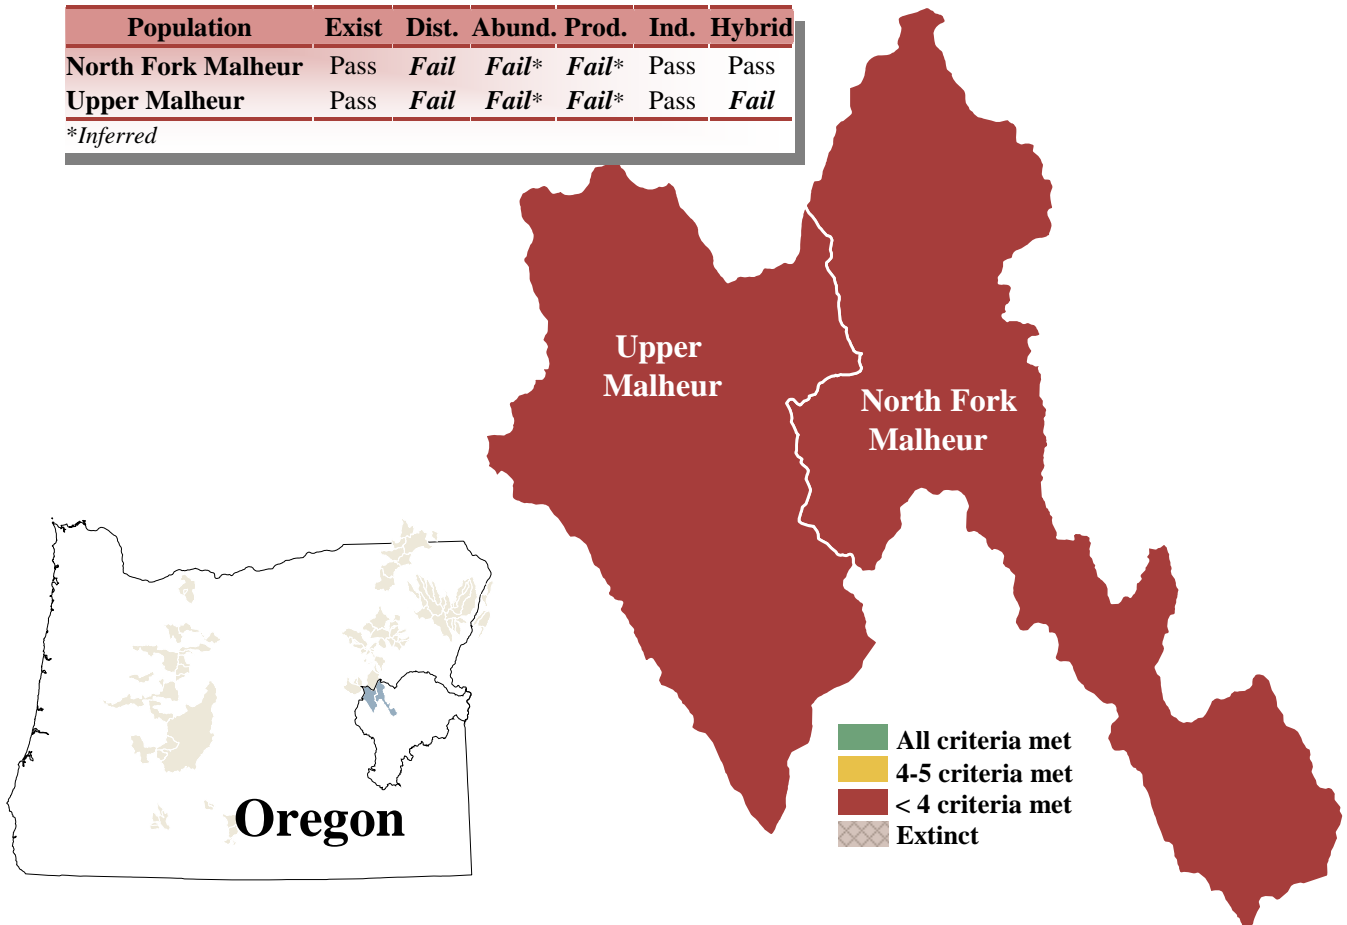 Population Exist Dist. Abund. Prod. Ind. Hybrid
North Fork Malheur Pass Fail Fail* Fail* Pass Pass
Upper Malheur Pass Fail Fail* Fail* Pass Fail
*Inferred
Upper
Malheur
North Fork
Malheur
All criteria met
4-5 criteria met
< 4 criteria met
Extinct
Oregon